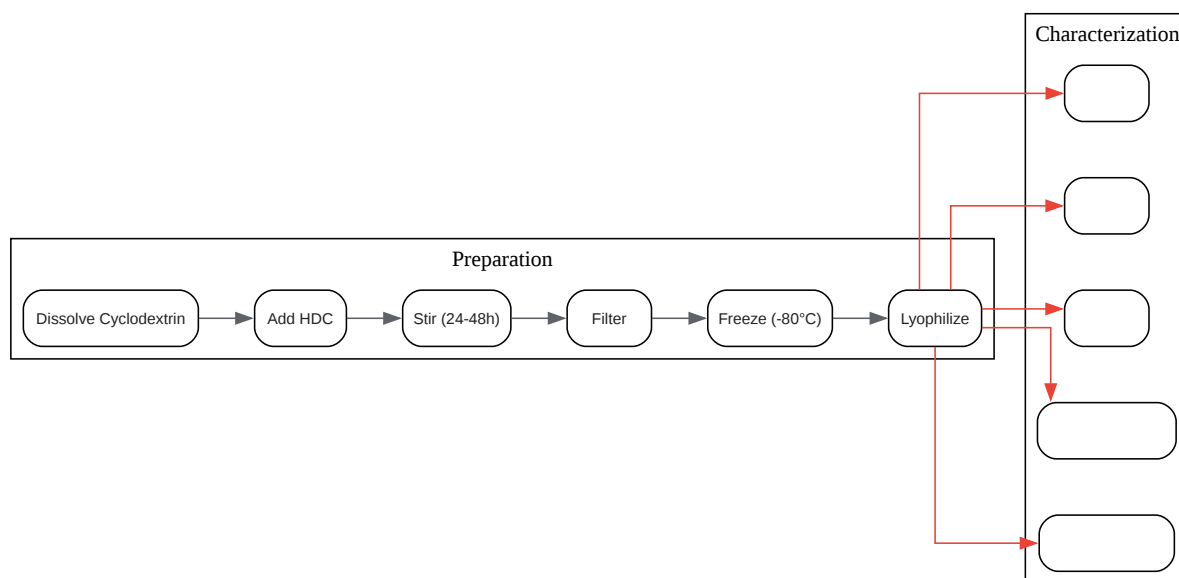 Characterization
Preparation
Dissolve Cyclodextrin
Add HDC
Stir (24-48h)
Filter
Freeze (-80°C)
Lyophilize